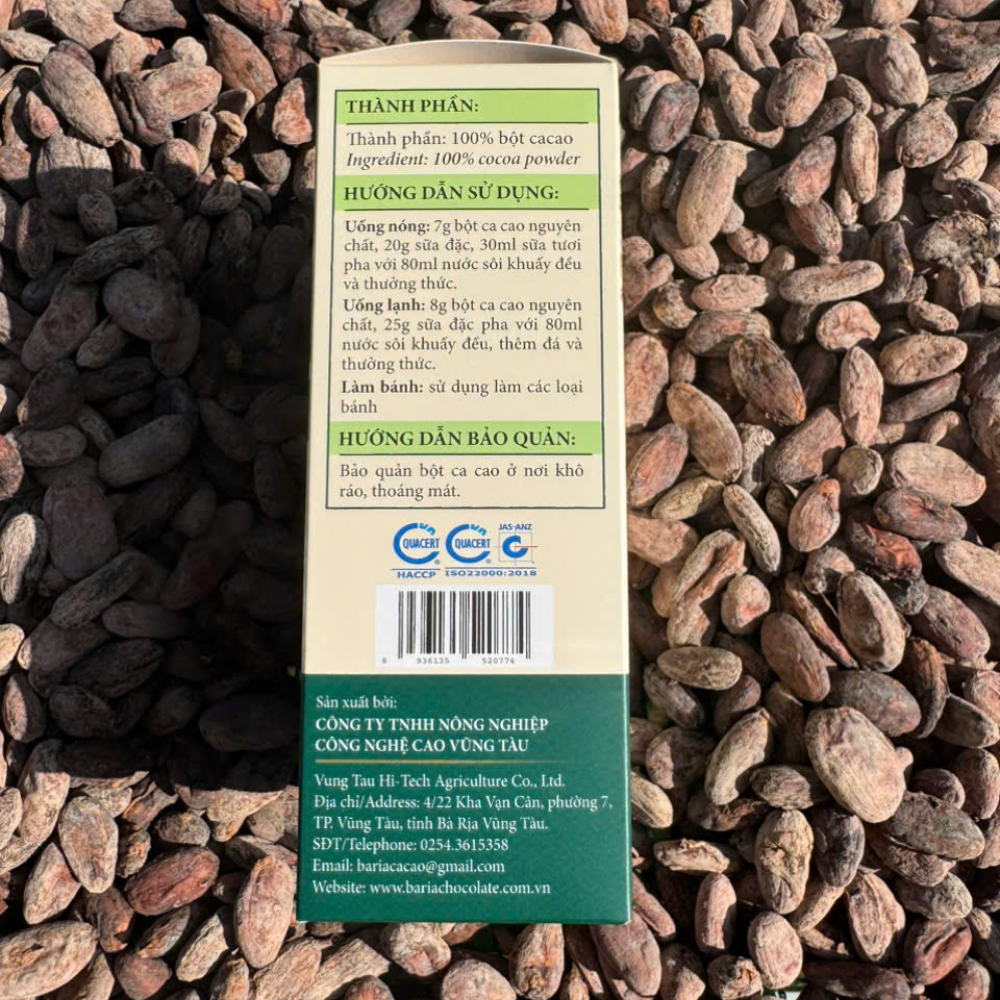 THÀNH PHẦN:
Thành phần: 100% bột cacao
Ingredient: 100% cocoa powder
HƯỚNG DẪN SỬ DỤNG:
Uống nóng: 7g bột ca cao nguyên
chất, 20g sữa đặc, 30ml sữa tươi
pha với 80ml nước sôi khuấy đều
và thưởng thức.
Uống lạnh: 8g bột ca cao nguyên
chất, 25g sữa đặc pha với 80ml
nước sôi khuấy đều, thêm đá và
thưởng thức.
Làm bánh: sử dụng làm các loại
bánh
HƯỚNG DẪN BẢO QUẢN:
Bảo quản bột ca cao ở nơi khô
ráo, thoáng mát.
JAS-ANZ
QUACERT QUACERT
HACCP ISO22000:2018
8 936135 520774
Sản xuất bởi:
CÔNG TY TNHH NÔNG NGHIỆP
CÔNG NGHỆ CAO VŨNG TÀU
Vung Tau Hi-Tech Agriculture Co., Ltd.
Địa chỉ/Address: 4/22 Kha Vạn Cân, phường 7,
TP. Vũng Tàu, tỉnh Bà Rịa Vũng Tàu.
SĐT/Telephone: 0254.3615358
Email: bariacacao@gmail.com
Website: www.bariachocolate.com.vn